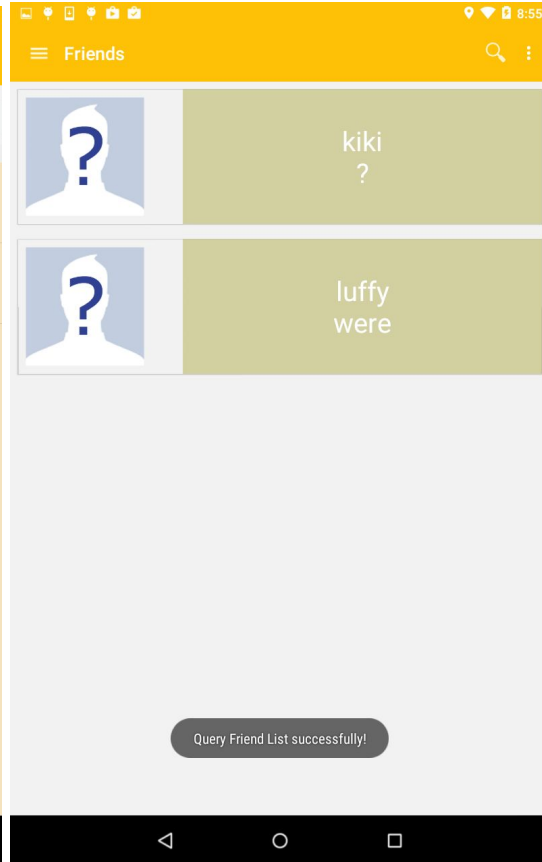 8:55
Friends
?
kiki
?
?
luffy
were
Query Friend List successfully!